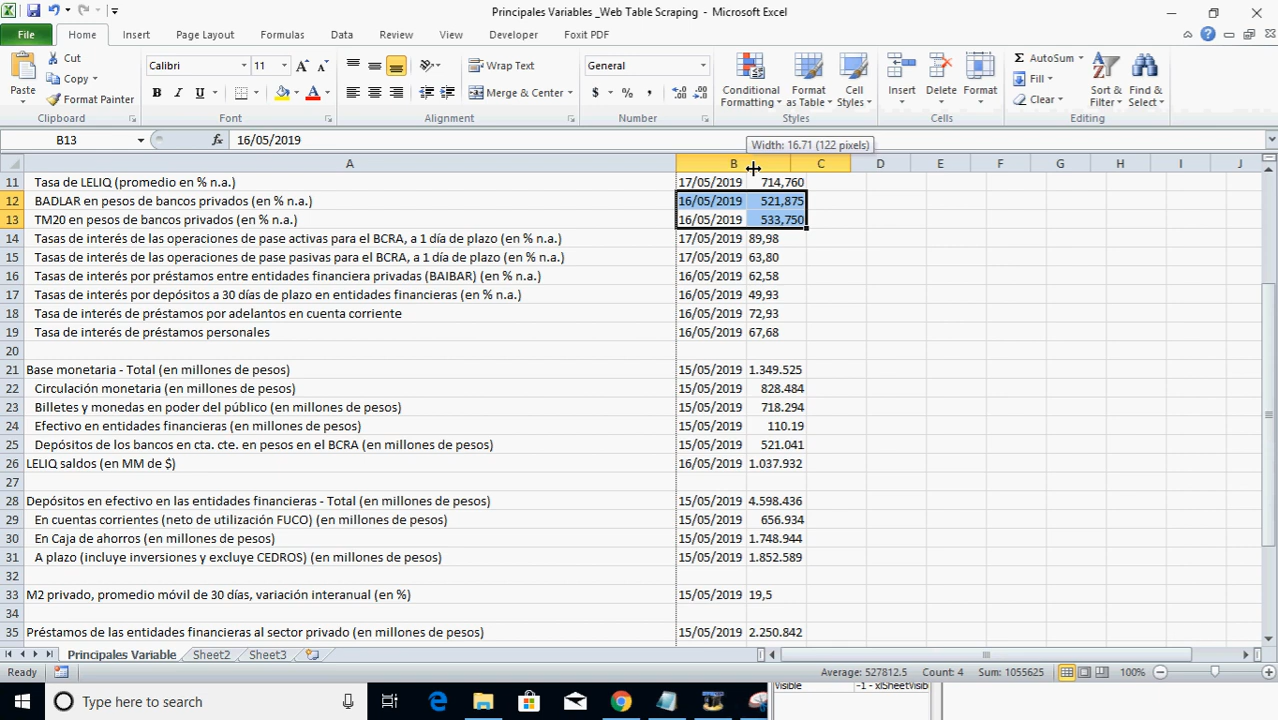 Principales Variables _Web Table Scraping - Microsoft Excel
File Home Insert Page Layout Formulas Data Review View Developer Foxit PDF
Paste
Cut
Copy
Format Painter
Clipboard
Calibri 11
B I U
Font
Wrap Text
Merge & Center
Alignment
General
$ % ,
Number
Conditional Formatting
Format as Table
Cell Styles
Styles
Insert
Delete
Format
Cells
Σ AutoSum
Fill
Clear
Sort & Filter
Find & Select
Editing
B13 fx 16/05/2019
Width: 16.71 (122 pixels)
A B C D E F G H I J
11 Tasa de LELIQ (promedio en % n.a.) 17/05/2019 714,760
12 BADLAR en pesos de bancos privados (en % n.a.) 16/05/2019 521,875
13 TM20 en pesos de bancos privados (en % n.a.) 16/05/2019 533,750
14 Tasas de interés de las operaciones de pase activas para el BCRA, a 1 día de plazo (en % n.a.) 17/05/2019 89,98
15 Tasas de interés de las operaciones de pase pasivas para el BCRA, a 1 día de plazo (en % n.a.) 17/05/2019 63,80
16 Tasas de interés por préstamos entre entidades financiera privadas (BAIBAR) (en % n.a.) 16/05/2019 62,58
17 Tasas de interés por depósitos a 30 días de plazo en entidades financieras (en % n.a.) 16/05/2019 49,93
18 Tasa de interés de préstamos por adelantos en cuenta corriente 16/05/2019 72,93
19 Tasa de interés de préstamos personales 16/05/2019 67,68
20
21 Base monetaria - Total (en millones de pesos) 15/05/2019 1.349.525
22 Circulación monetaria (en millones de pesos) 15/05/2019 828.484
23 Billetes y monedas en poder del público (en millones de pesos) 15/05/2019 718.294
24 Efectivo en entidades financieras (en millones de pesos) 15/05/2019 110.19
25 Depósitos de los bancos en cta. cte. en pesos en el BCRA (en millones de pesos) 15/05/2019 521.041
26 LELIQ saldos (en MM de $) 16/05/2019 1.037.932
27
28 Depósitos en efectivo en las entidades financieras - Total (en millones de pesos) 15/05/2019 4.598.436
29 En cuentas corrientes (neto de utilización FUCO) (en millones de pesos) 15/05/2019 656.934
30 En Caja de ahorros (en millones de pesos) 15/05/2019 1.748.944
31 A plazo (incluye inversiones y excluye CEDROS) (en millones de pesos) 15/05/2019 1.852.589
32
33 M2 privado, promedio móvil de 30 días, variación interanual (en %) 15/05/2019 19,5
34
35 Préstamos de las entidades financieras al sector privado (en millones de pesos) 15/05/2019 2.250.842
Principales Variable Sheet2 Sheet3
Ready Average: 527812.5 Count: 4 Sum: 1055625 100%
Visible -1 - xlSheetVisib
Type here to search